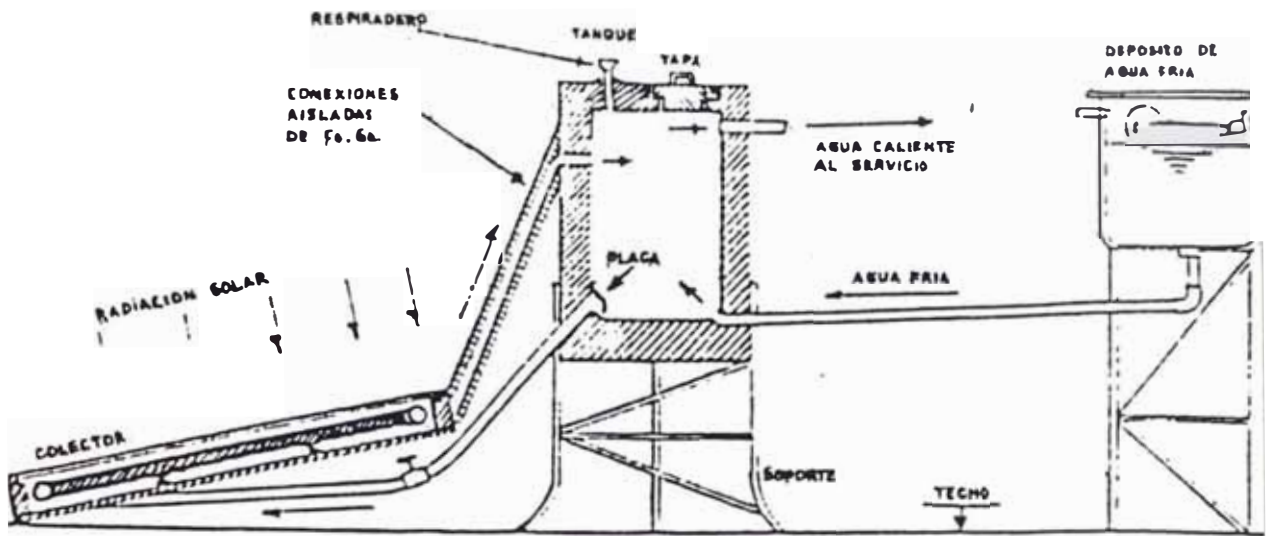 RESPIRADERO
TANQUE
TAPA
DEPOSITO DE
AGUA FRIA
CONEXIONES
AISLADAS
DE Fo. Ga
AGUA CALIENTE
AL SERVICIO
PLACA
AGUA FRIA
RADIACION SOLAR
COLECTOR
SOPORTE
TECHO